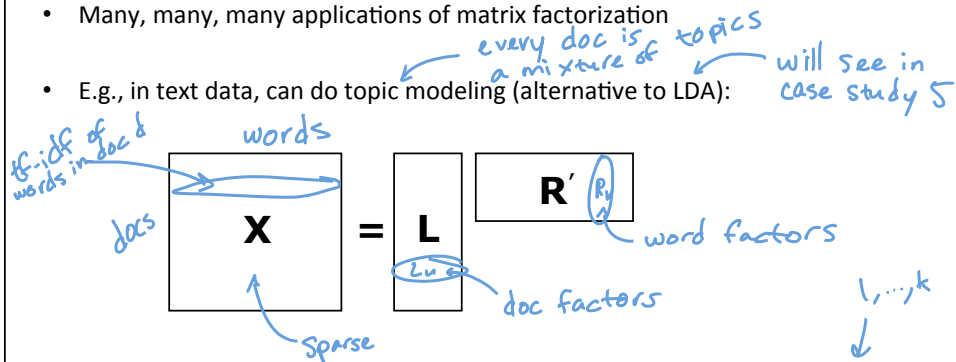 • Many, many, many applications of matrix factorization
every doc is
a mixture of topics
• E.g., in text data, can do topic modeling (alternative to LDA):
will see in
case study 5
tf-idf of
words in doc d
words
docs
X = L R'
R_v
word factors
L_u
doc factors
sparse
1,...,k